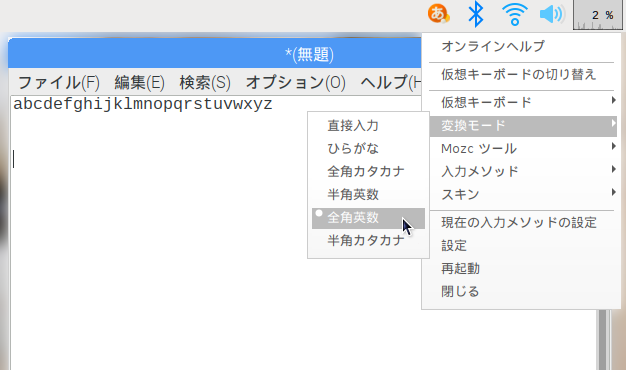 あ 2 %
*(無題)
ファイル(F) 編集(E) 検索(S) オプション(O) ヘルプ(H
abcdefghijklmnopqrstuvwxyz
オンラインヘルプ
仮想キーボードの切り替え
仮想キーボード
変換モード
Mozc ツール
入力メソッド
スキン
現在の入力メソッドの設定
設定
再起動
閉じる
直接入力
ひらがな
全角カタカナ
半角英数
全角英数
半角カタカナ